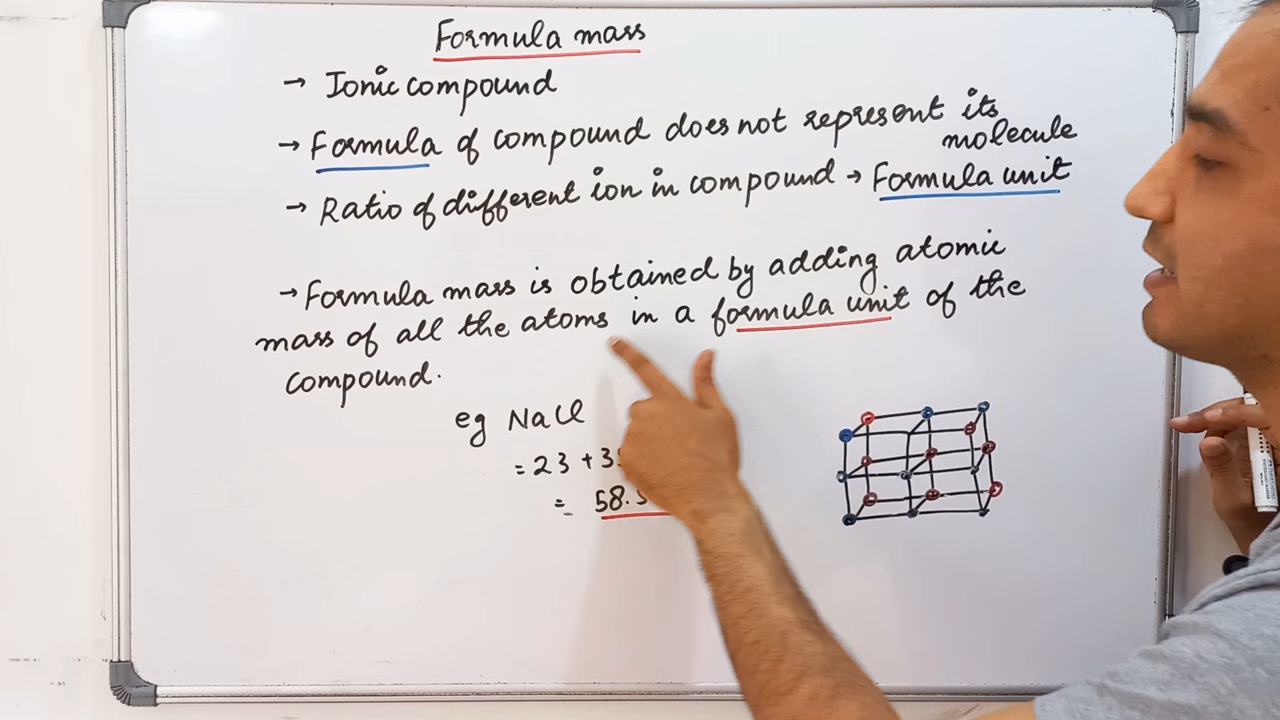 Formula mass
→ Ionic compound
→ Formula of compound does not represent its
molecule
→ Ratio of different ion in compound → Formula unit
→ Formula mass is obtained by adding atomic
mass of all the atoms in a formula unit of the
compound.
eg NaCl
= 23 + 3
= 58.5